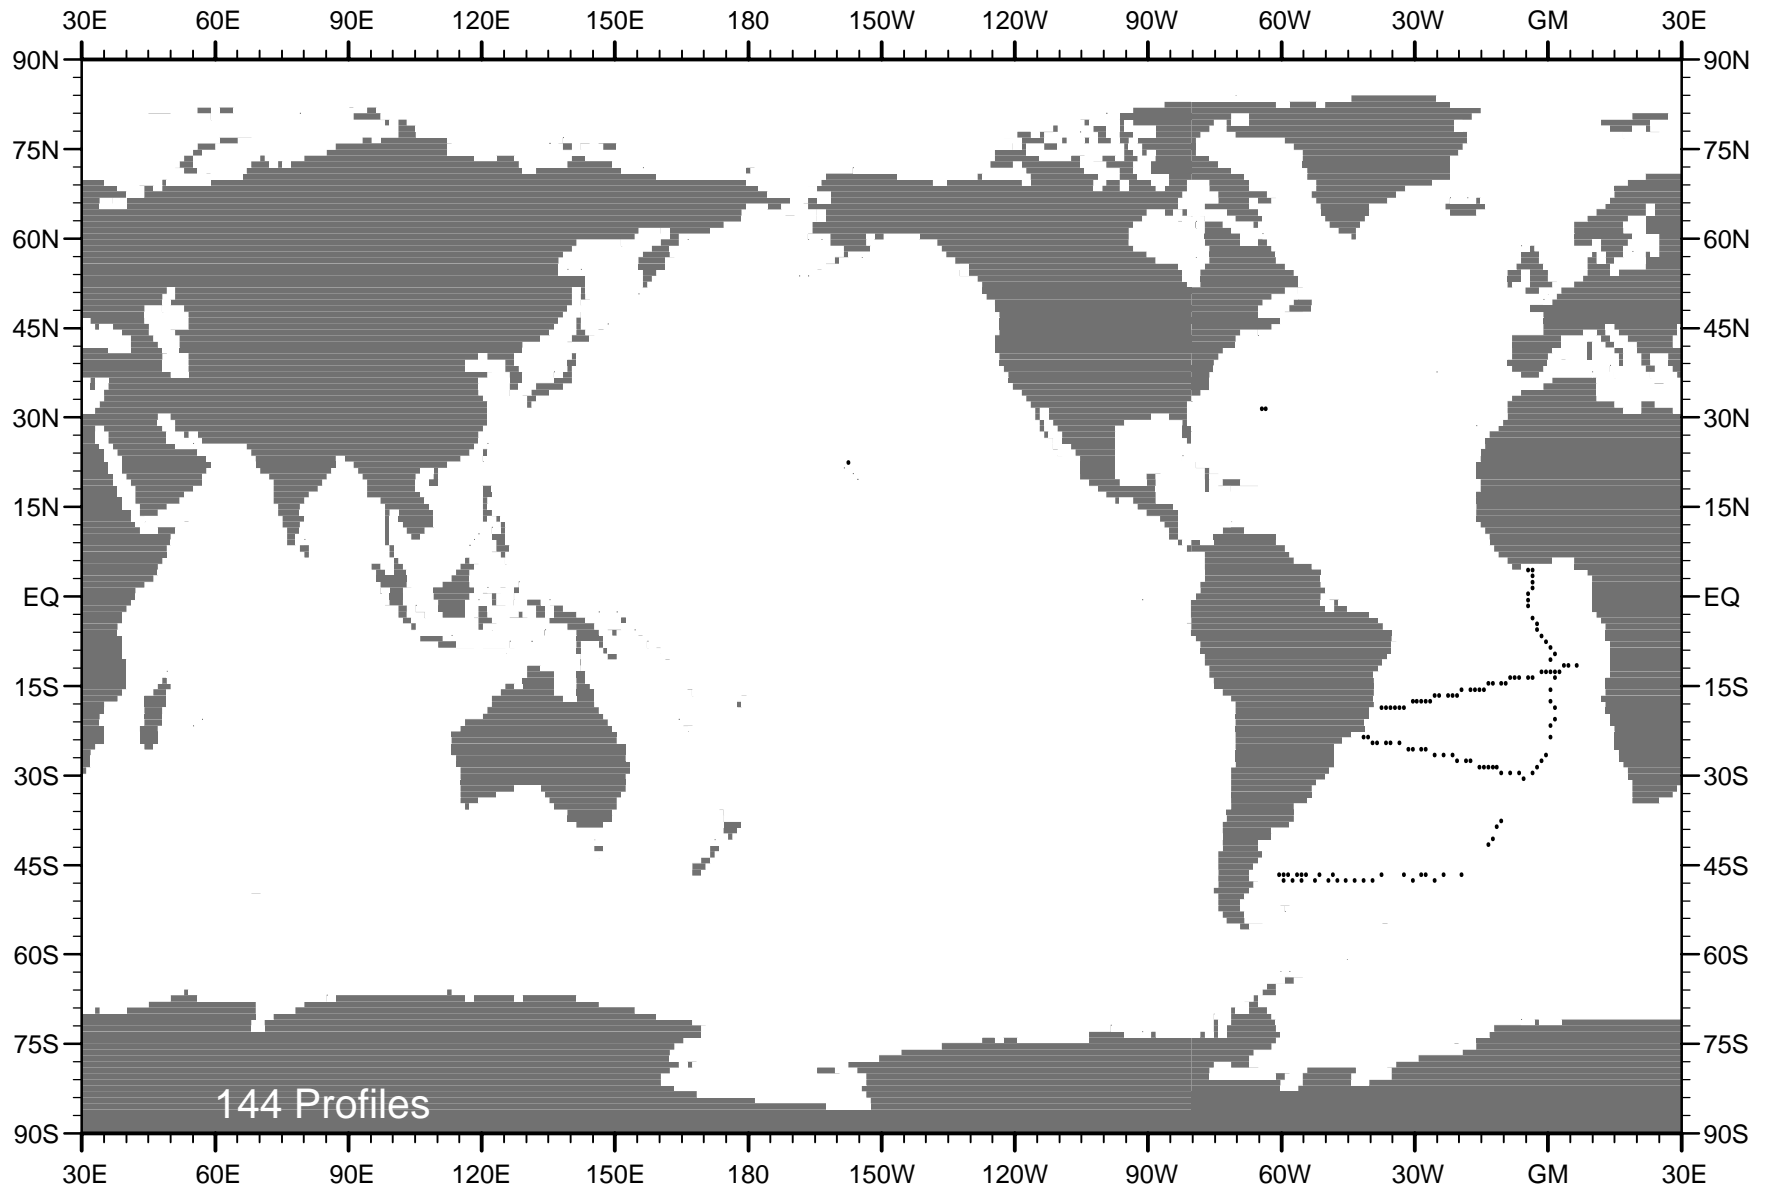 30E 60E 90E 120E 150E 180 150W 120W 90W 60W 30W GM 30E
90N 90N
75N 75N
60N 60N
45N 45N
30N 30N
15N 15N
EQ EQ
15S 15S
30S 30S
45S 45S
60S 60S
75S 75S
144 Profiles
90S 90S
30E 60E 90E 120E 150E 180 150W 120W 90W 60W 30W GM 30E